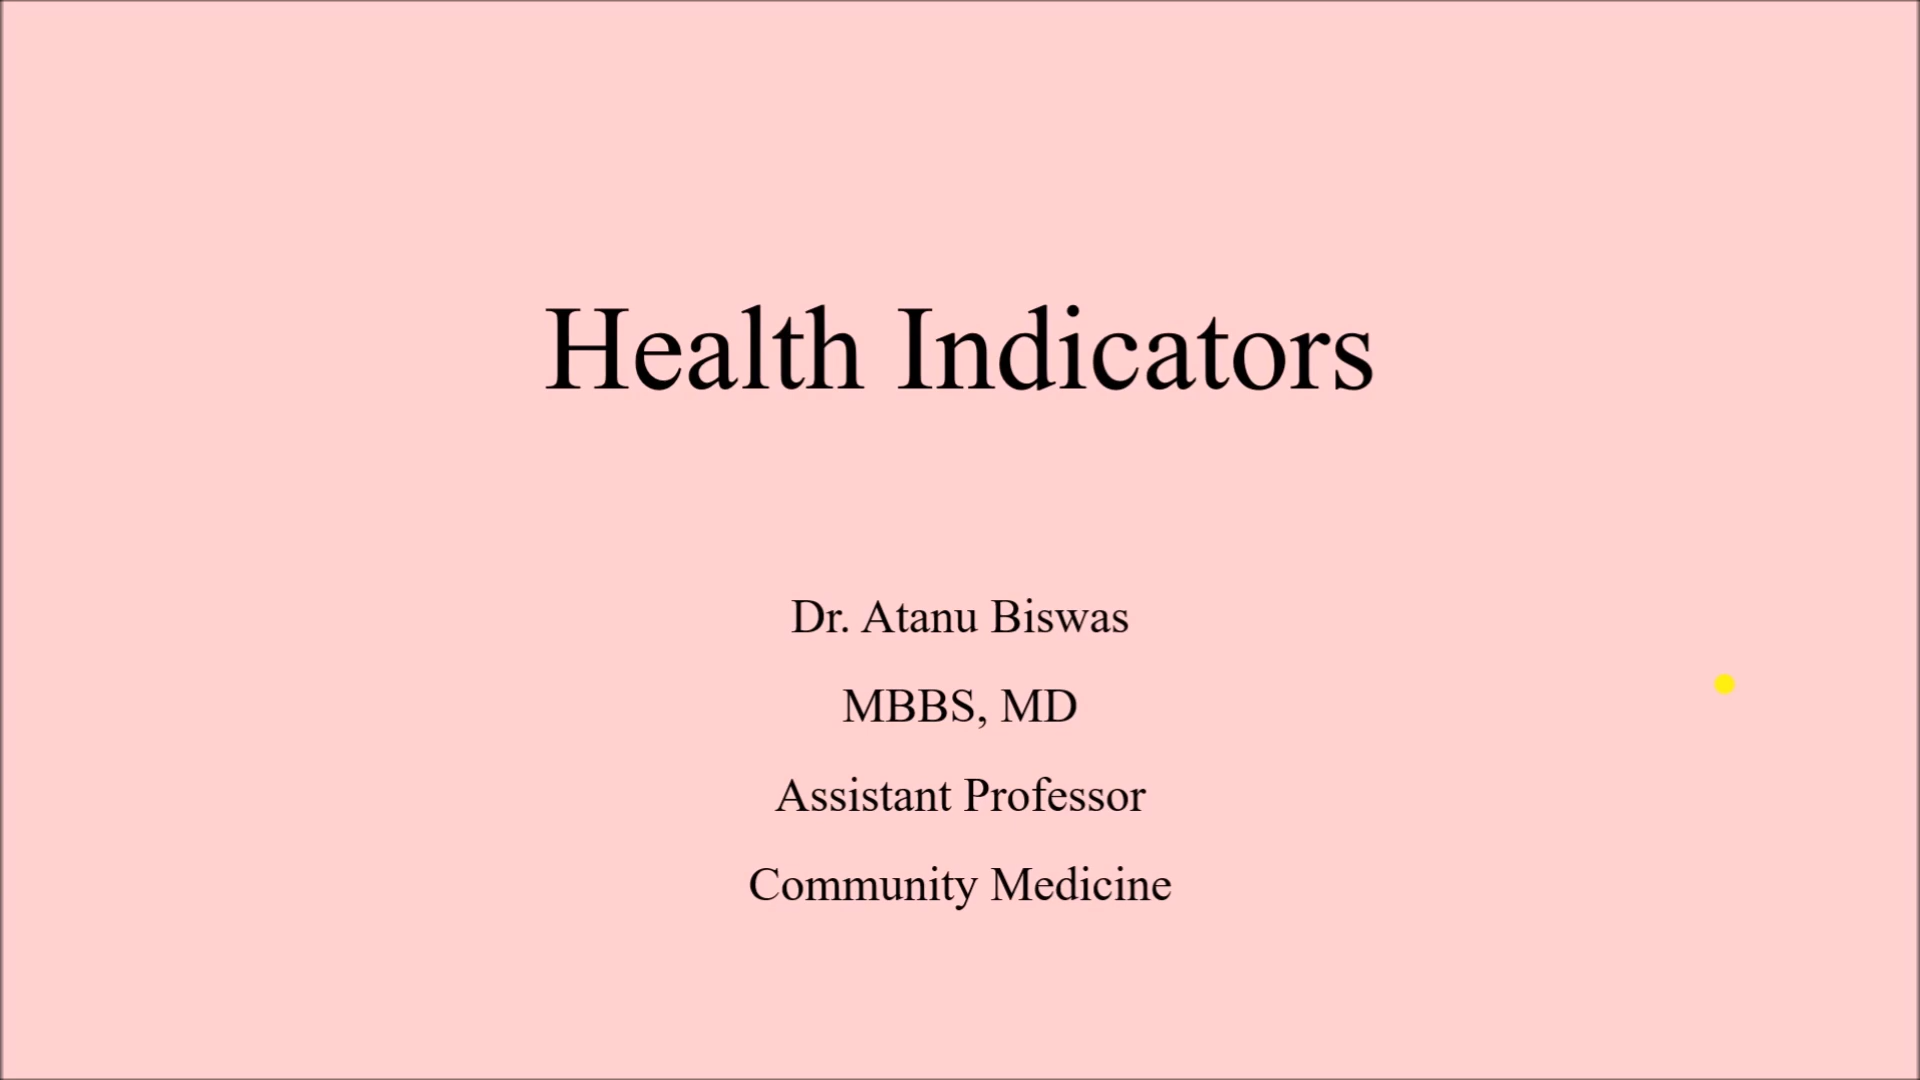 Health Indicators
Dr. Atanu Biswas
MBBS, MD
Assistant Professor
Community Medicine